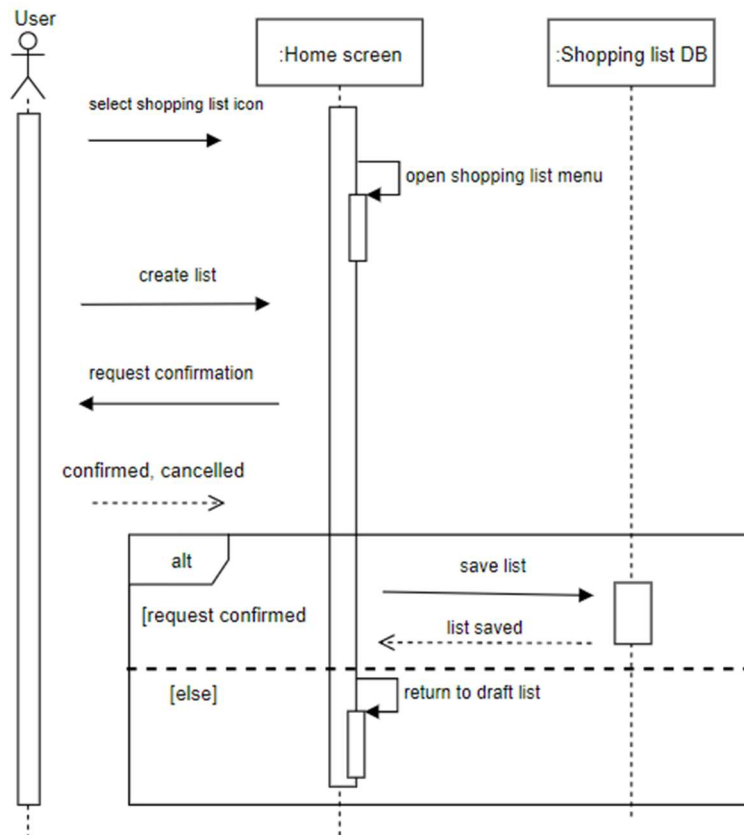 User
:Home screen
:Shopping list DB
select shopping list icon
open shopping list menu
create list
request confirmation
confirmed, cancelled
alt
save list
[request confirmed
list saved
[else]
return to draft list